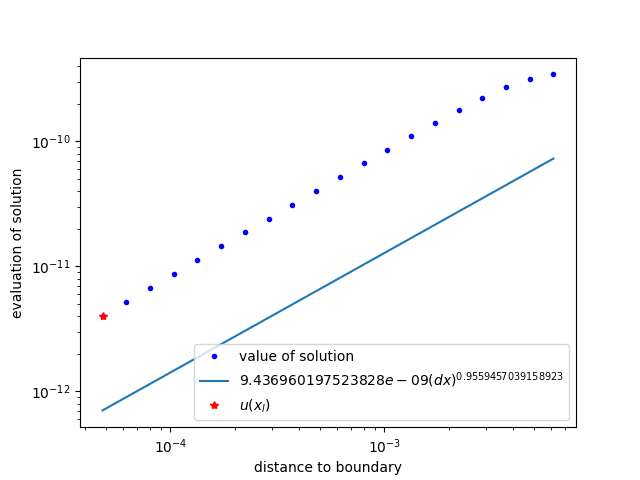 evaluation of solution
10⁻¹⁰
10⁻¹¹
10⁻¹²
value of solution
9.436960197523828e − 09(dx)^0.9559457039158923
u(x_l)
10⁻⁴
10⁻³
distance to boundary